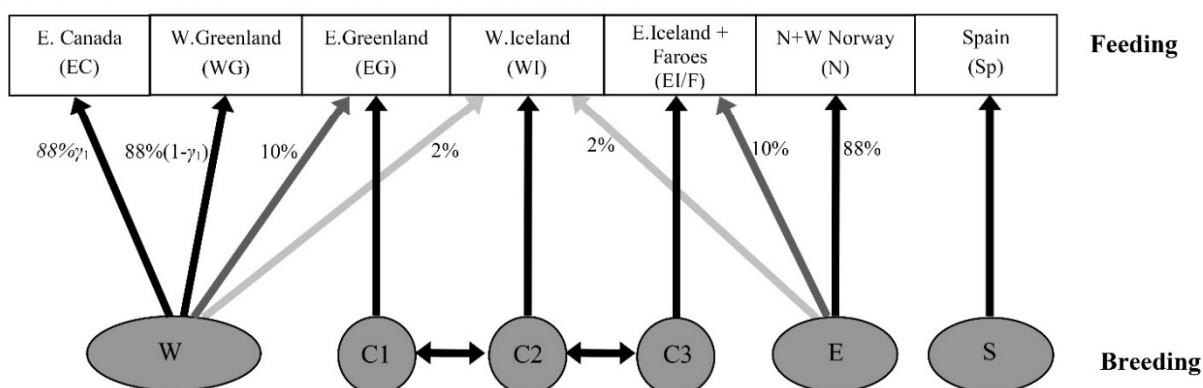 E. Canada
(EC)
W.Greenland
(WG)
E.Greenland
(EG)
W.Iceland
(WI)
E.Iceland +
Faroes
(EI/F)
N+W Norway
(N)
Spain
(Sp)
Feeding
88%γ₁
88%(1-γ₁)
10%
2%
2%
10%
88%
W
C1
C2
C3
E
S
Breeding